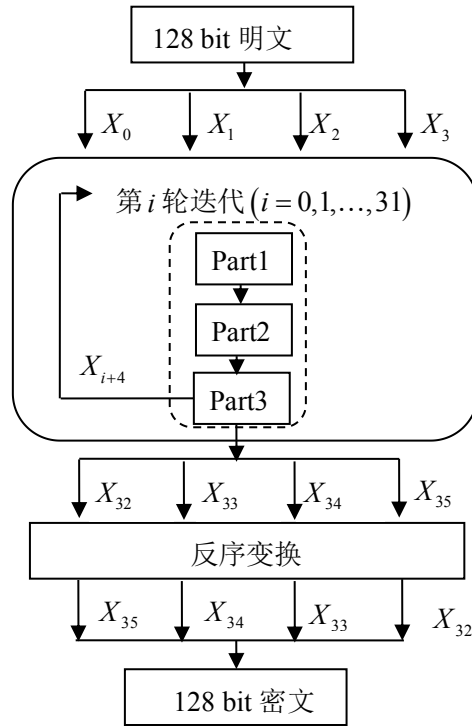 128 bit 明文
X₀ X₁ X₂ X₃
第 i 轮迭代(i = 0,1,…,31)
Part1
Part2
X_{i+4}
Part3
X₃₂ X₃₃ X₃₄ X₃₅
反序变换
X₃₅ X₃₄ X₃₃ X₃₂
128 bit 密文